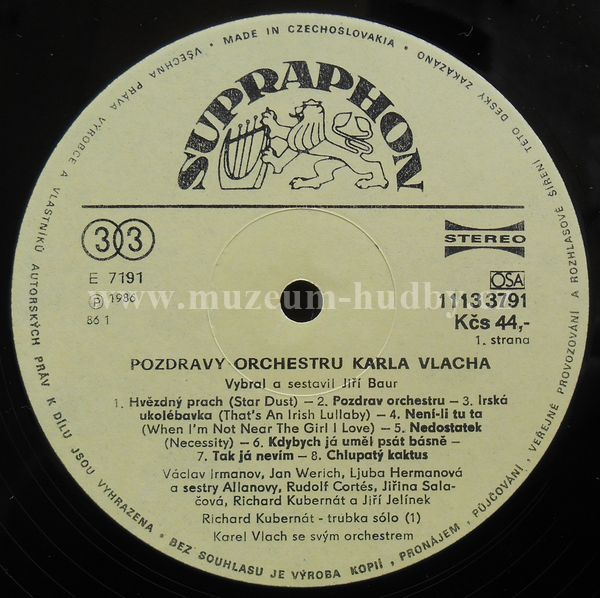 VŠECHNA PRÁVA VÝROBCE A VLASTNÍKŮ AUTORSKÝCH PRÁV K DÍLU JSOU VYHRAZENA • BEZ SOUHLASU JE VÝROBA KOPIÍ, PRONÁJEM, PŮJČOVÁNÍ, VEŘEJNÉ PROVOZOVÁNÍ A ROZHLASOVÉ ŠÍŘENÍ TÉTO DESKY ZAKÁZÁNO • MADE IN CZECHOSLOVAKIA •
SUPRAPHON
33
STEREO
E 7191
OSA
℗ 1986
1113 3791
www.muzeum-hudby.
86 1
Kčs 44,-
1. strana
POZDRAVY ORCHESTRU KARLA VLACHA
Vybral a sestavil Jiří Baur
1. Hvězdný prach (Star Dust) – 2. Pozdrav orchestru – 3. Irská
ukolébavka (That's An Irish Lullaby) – 4. Není-li tu ta
(When I'm Not Near The Girl I Love) – 5. Nedostatek
(Necessity) – 6. Kdybych já uměl psát básně –
7. Tak já nevím – 8. Chlupatý kaktus
Václav Irmanov, Jan Werich, Ljuba Hermanová
a sestry Allanovy, Rudolf Cortés, Jiřina Sala-
čová, Richard Kubernát a Jiří Jelínek
Richard Kubernát - trubka sólo (1)
Karel Vlach se svým orchestrem